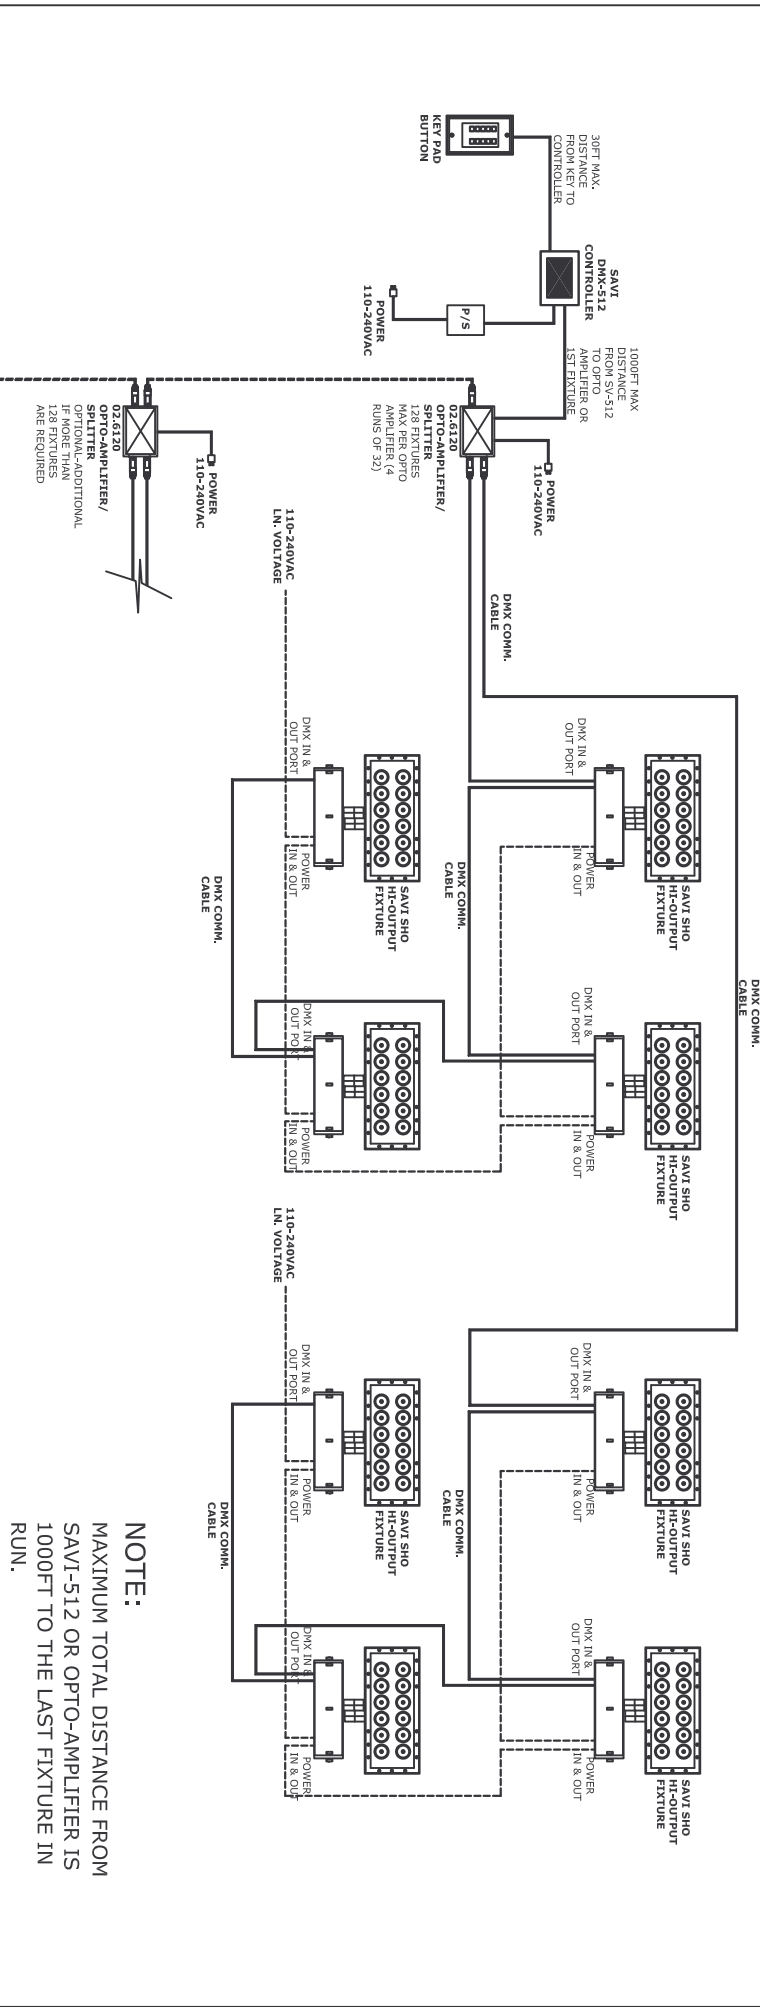 KEY PAD
BUTTON
30FT MAX.
DISTANCE
FROM KEY TO
CONTROLLER
SAVI
DMX-512
CONTROLLER
P/S
POWER
110-240VAC
1000FT MAX
DISTANCE
FROM SV-512
TO OPTO
AMPLIFIER OR
1ST FIXTURE
02.6120
OPTO-AMPLIFIER/
SPLITTER
128 FIXTURES
MAX PER OPTO
AMPLIFIER (4
RUNS OF 32)
POWER
110-240VAC
02.6120
OPTO-AMPLIFIER/
SPLITTER
OPTIONAL-ADDITIONAL
IF MORE THAN
128 FIXTURES
ARE REQUIRED
POWER
110-240VAC
DMX COMM.
CABLE
DMX COMM.
CABLE
110-240VAC
LN. VOLTAGE
DMX IN &
OUT PORT
POWER
IN & OUT
SAVI SHO
HI-OUTPUT
FIXTURE
DMX COMM.
CABLE
DMX IN &
OUT PORT
POWER
IN & OUT
SAVI SHO
HI-OUTPUT
FIXTURE
DMX IN &
OUT PORT
POWER
IN & OUT
SAVI SHO
HI-OUTPUT
FIXTURE
DMX COMM.
CABLE
DMX IN &
OUT PORT
POWER
IN & OUT
110-240VAC
LN. VOLTAGE
DMX IN &
OUT PORT
POWER
IN & OUT
SAVI SHO
HI-OUTPUT
FIXTURE
DMX COMM.
CABLE
DMX IN &
OUT PORT
POWER
IN & OUT
SAVI SHO
HI-OUTPUT
FIXTURE
DMX IN &
OUT PORT
POWER
IN & OUT
SAVI SHO
HI-OUTPUT
FIXTURE
DMX COMM.
CABLE
DMX IN &
OUT PORT
POWER
IN & OUT
NOTE:
MAXIMUM TOTAL DISTANCE FROM
SAVI-512 OR OPTO-AMPLIFIER IS
1000FT TO THE LAST FIXTURE IN
RUN.